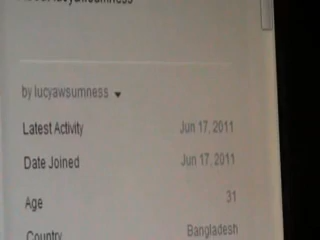 by lucyawsumness
Latest Activity Jun 17, 2011
Date Joined Jun 17, 2011
Age 31
Country Bangladesh